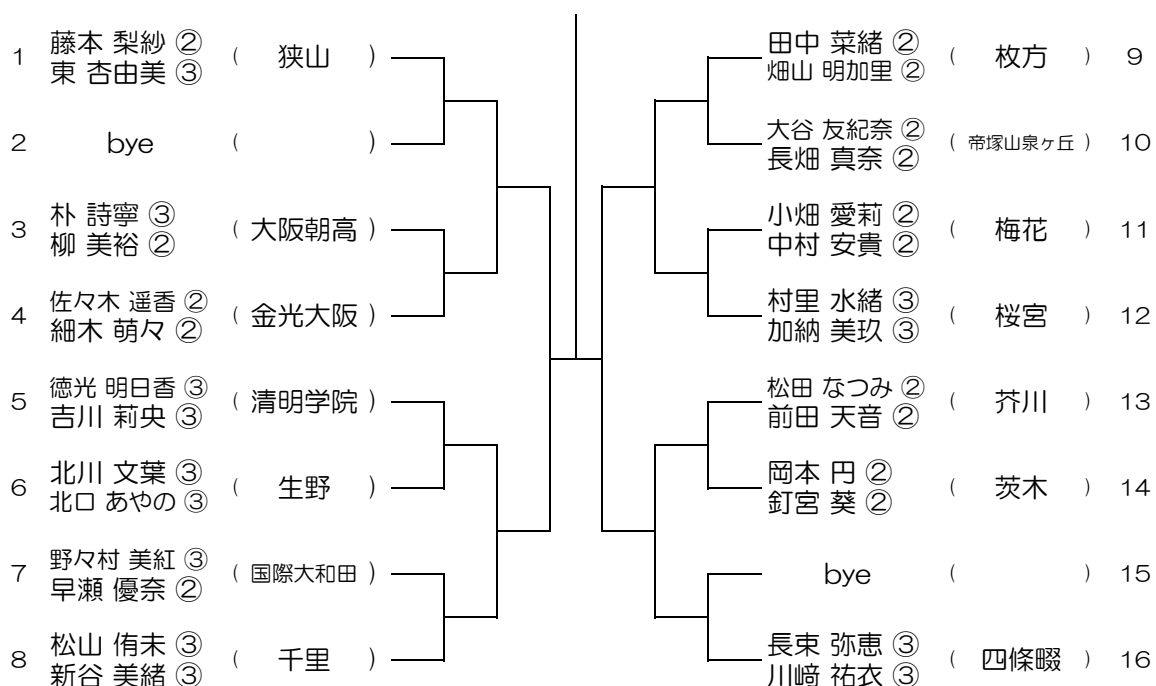 1 藤本 梨紗 ② ( 狭山 )
東 杏由美 ③
2 bye ( )
3 朴 詩寧 ③ ( 大阪朝高 )
柳 美裕 ②
4 佐々木 遥香 ② ( 金光大阪 )
細木 萌々 ②
5 徳光 明日香 ③ ( 清明学院 )
吉川 莉央 ③
6 北川 文葉 ③ ( 生野 )
北口 あやの ③
7 野々村 美紅 ③ ( 国際大和田 )
早瀬 優奈 ②
8 松山 侑未 ③ ( 千里 )
新谷 美緒 ③
田中 菜緒 ② ( 枚方 ) 9
畑山 明加里 ②
大谷 友紀奈 ② ( 帝塚山泉ヶ丘 ) 10
長畑 真奈 ②
小畑 愛莉 ② ( 梅花 ) 11
中村 安貴 ②
村里 水緒 ③ ( 桜宮 ) 12
加納 美玖 ③
松田 なつみ ② ( 芥川 ) 13
前田 天音 ②
岡本 円 ② ( 茨木 ) 14
釘宮 葵 ②
bye ( ) 15
長束 弥恵 ③ ( 四條畷 ) 16
川﨑 祐衣 ③